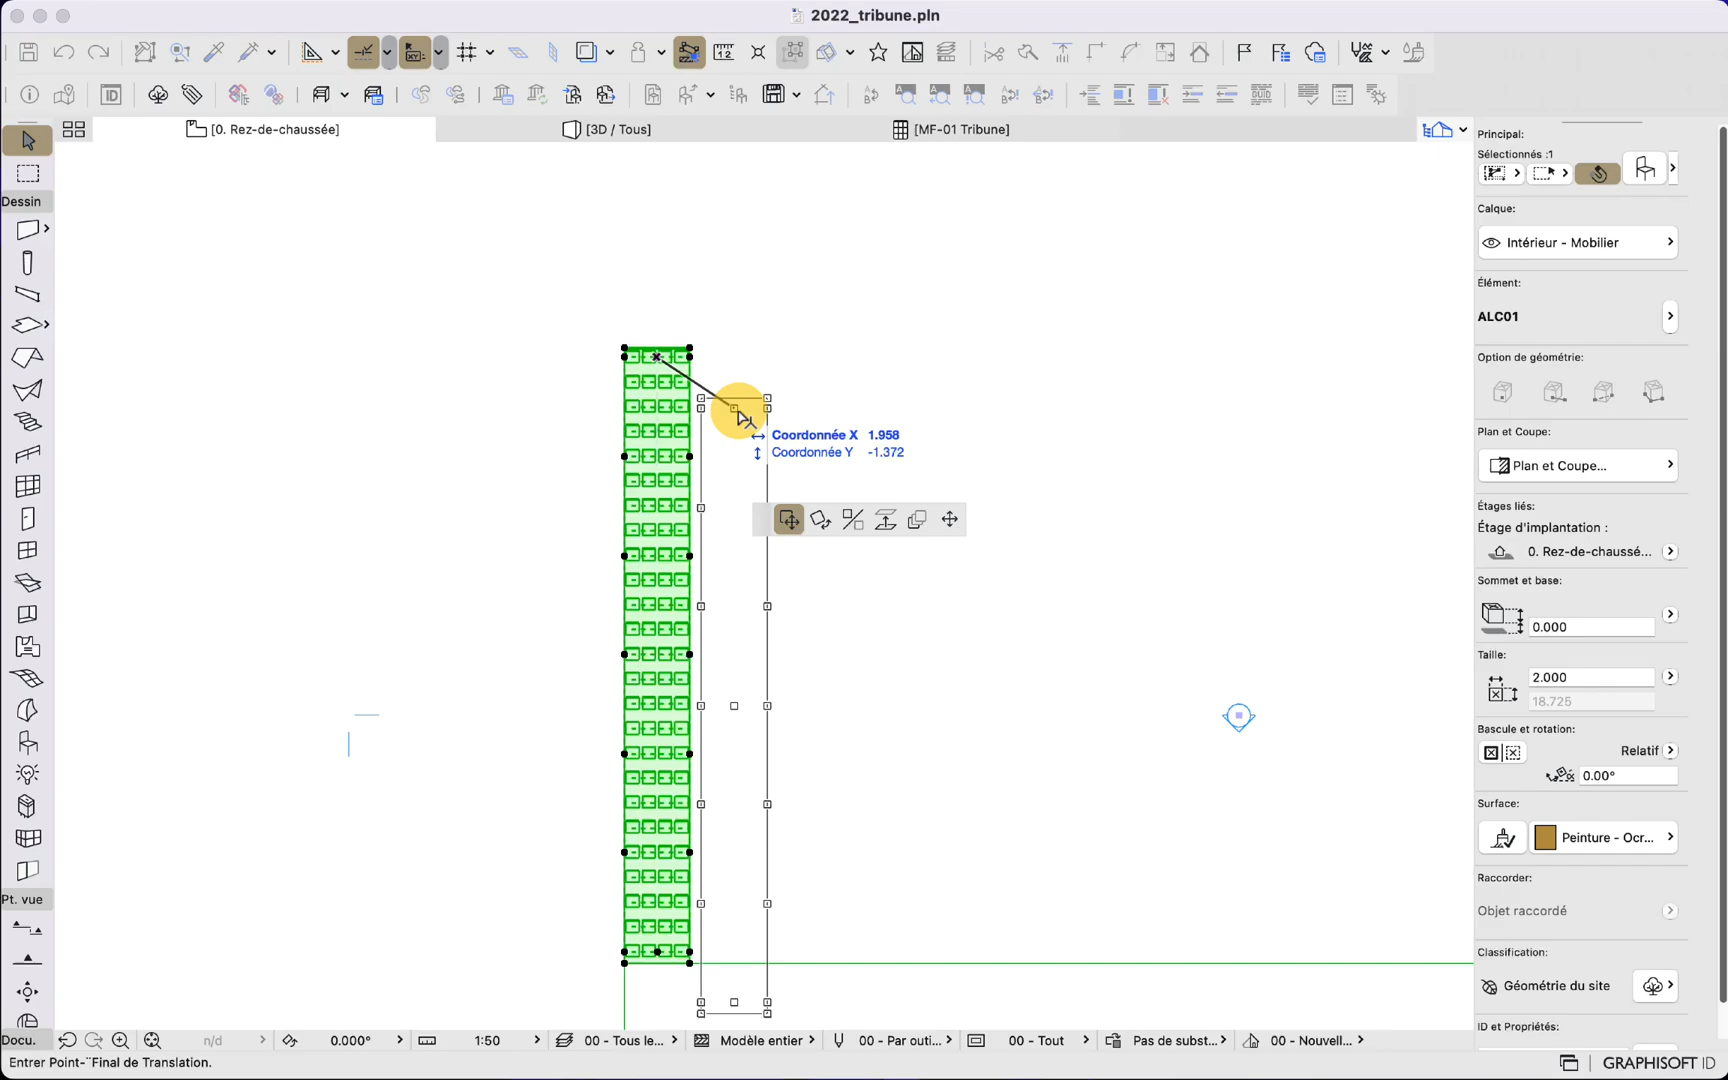 2022_tribune.pln
[0. Rez-de-chaussée]
[3D / Tous]
[MF-01 Tribune]
Dessin
Pt. vue
Docu.
Coordonnée X 1.958
Coordonnée Y -1.372
Principal:
Sélectionnés :1
Calque:
Intérieur - Mobilier
Élément:
ALC01
Option de géométrie:
Plan et Coupe:
Plan et Coupe...
Étages liés:
Étage d'implantation :
0. Rez-de-chaussé...
Sommet et base:
0.000
Taille:
2.000
18.725
Bascule et rotation:
Relatif
0.00°
Surface:
Peinture - Ocr...
Raccorder:
Objet raccordé
Classification:
Géométrie du site
ID et Propriétés:
n/d
0.000°
1:50
00 - Tous le...
Modèle entier
00 - Par outi...
00 - Tout
Pas de subst...
00 - Nouvell...
Entrer Point-¨Final de Translation.
GRAPHISOFT ID